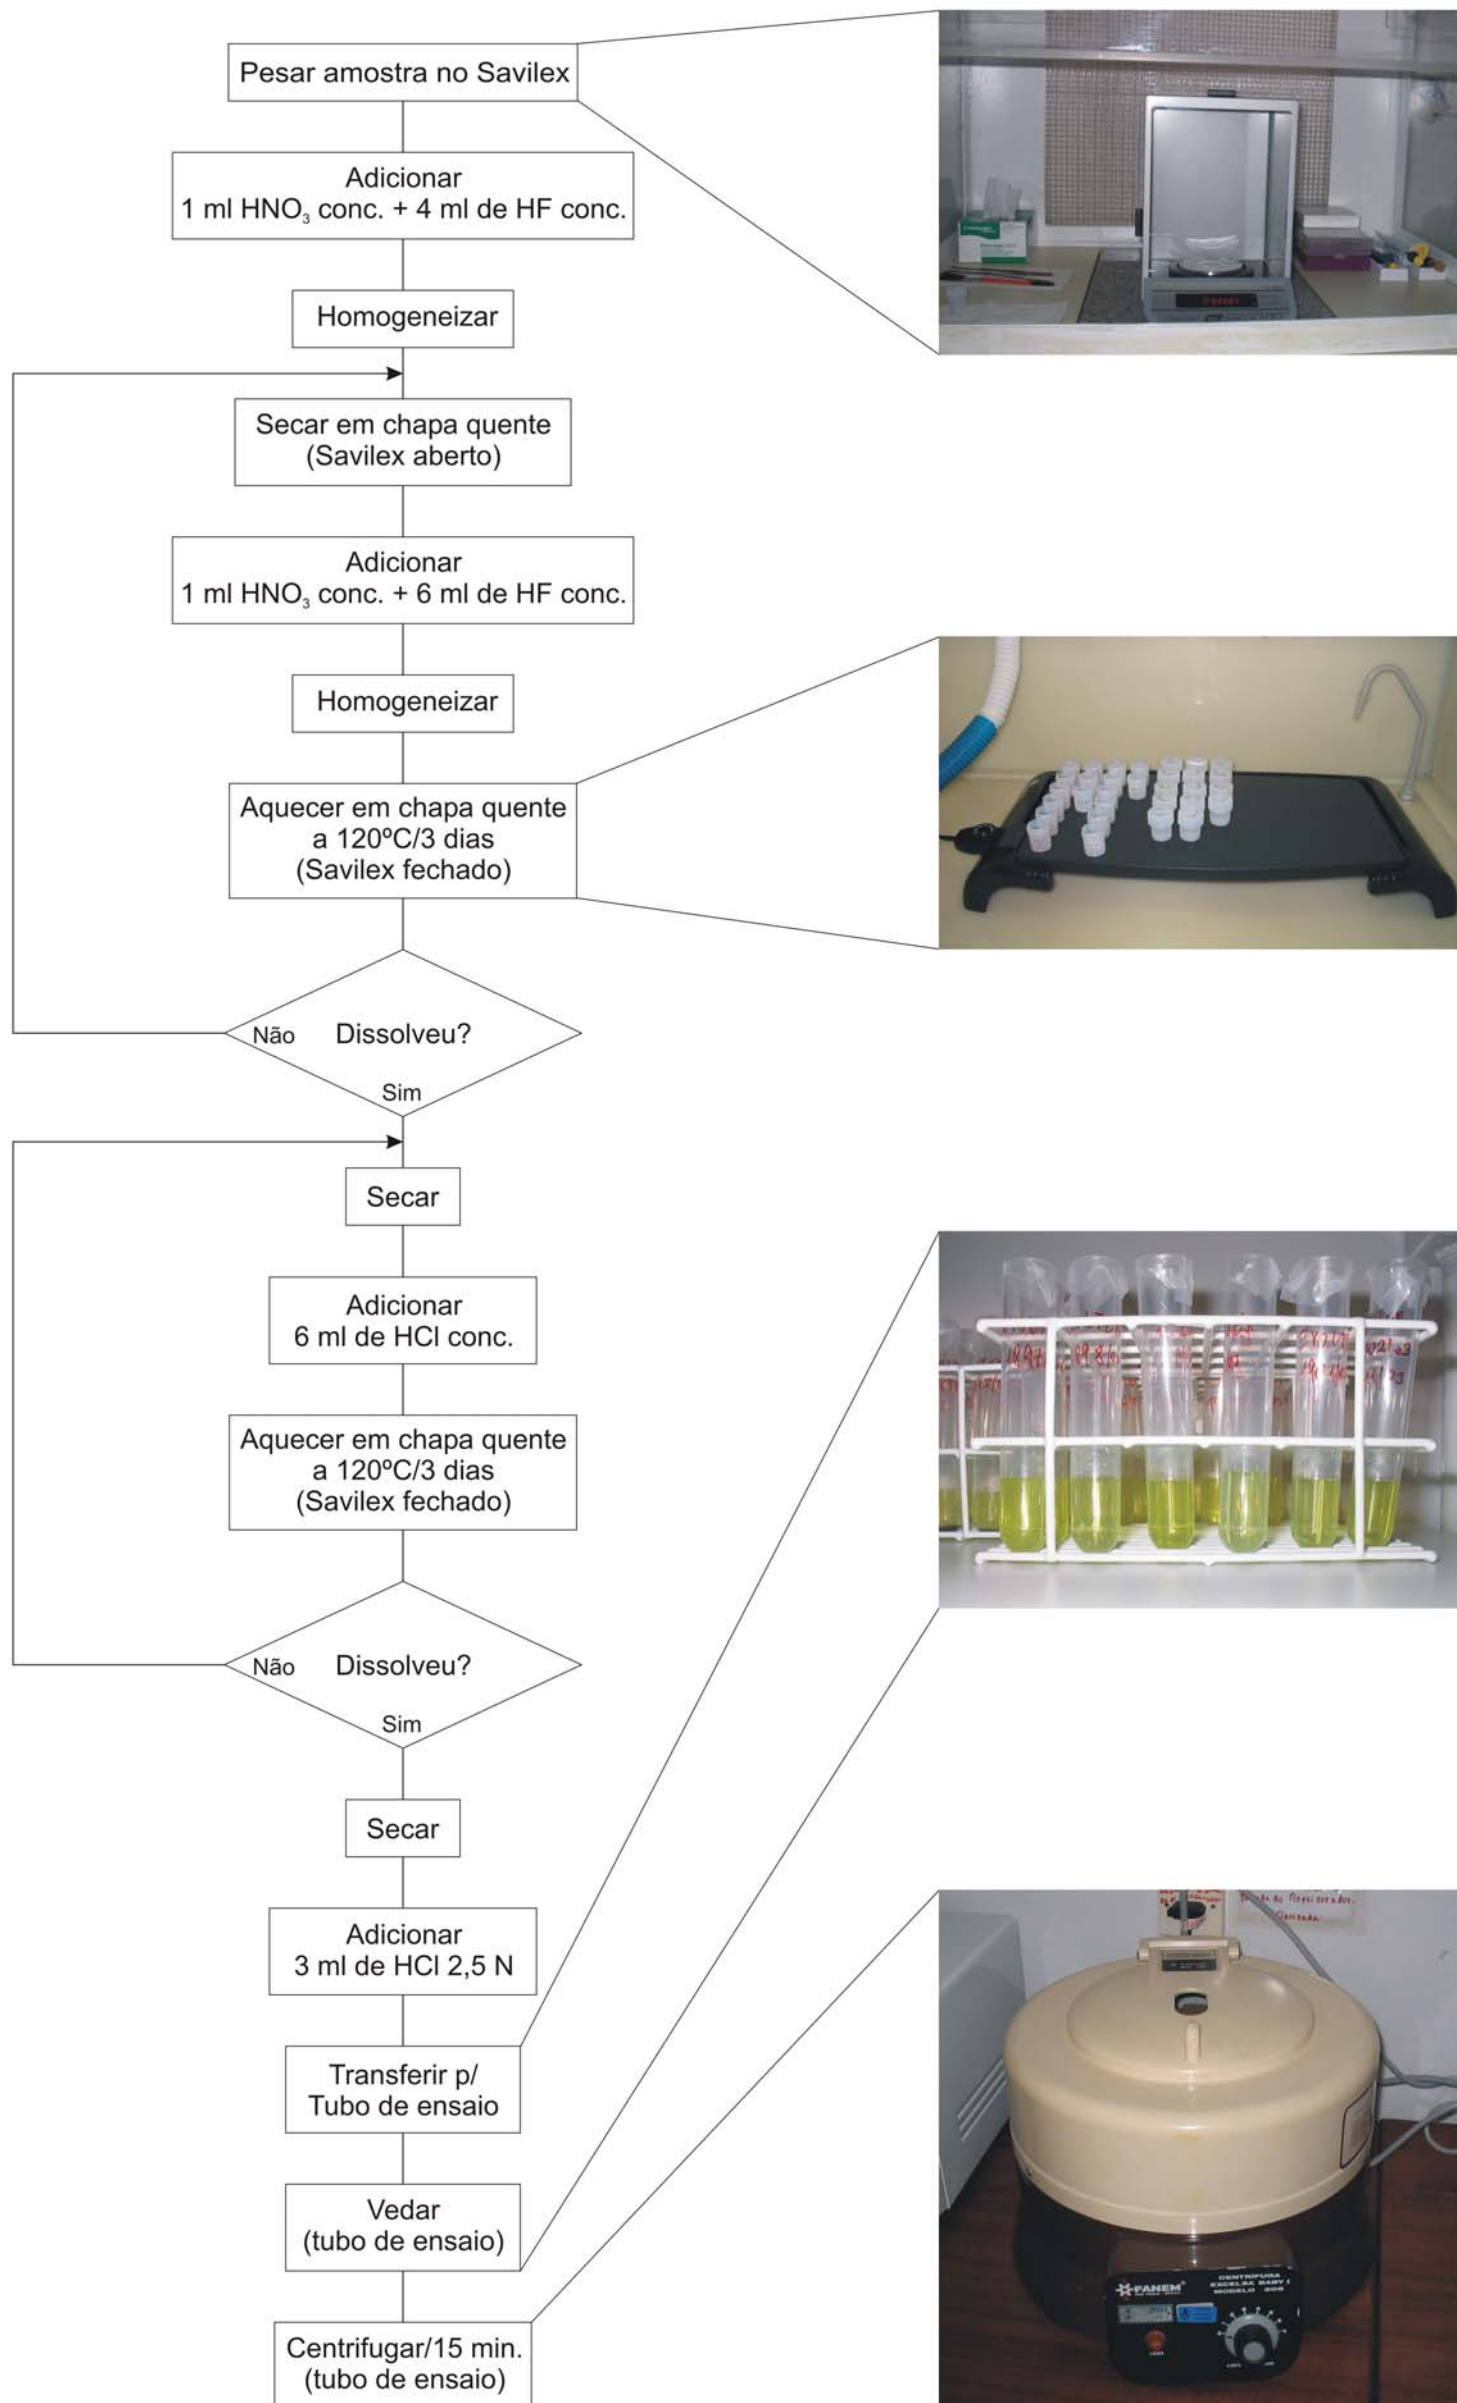 Pesar amostra no Savilex
Adicionar
1 ml HNO₃ conc. + 4 ml de HF conc.
Homogeneizar
Secar em chapa quente
(Savilex aberto)
Adicionar
1 ml HNO₃ conc. + 6 ml de HF conc.
Homogeneizar
Aquecer em chapa quente
a 120ºC/3 dias
(Savilex fechado)
Não Dissolveu?
Sim
Secar
Adicionar
6 ml de HCl conc.
Aquecer em chapa quente
a 120ºC/3 dias
(Savilex fechado)
Não Dissolveu?
Sim
Secar
Adicionar
3 ml de HCl 2,5 N
Transferir p/
Tubo de ensaio
Vedar
(tubo de ensaio)
Centrifugar/15 min.
(tubo de ensaio)
FANEM
CENTRIFUGA
EXCELSA BABY I
MODELO 206